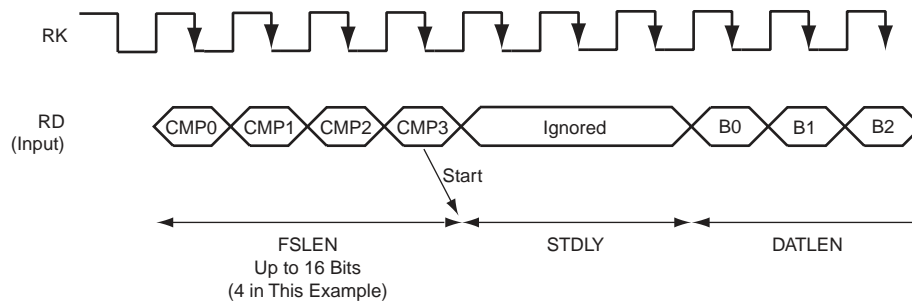 RK
RD
(Input)
CMP0 CMP1 CMP2 CMP3 Ignored B0 B1 B2
Start
FSLEN STDLY DATLEN
Up to 16 Bits
(4 in This Example)